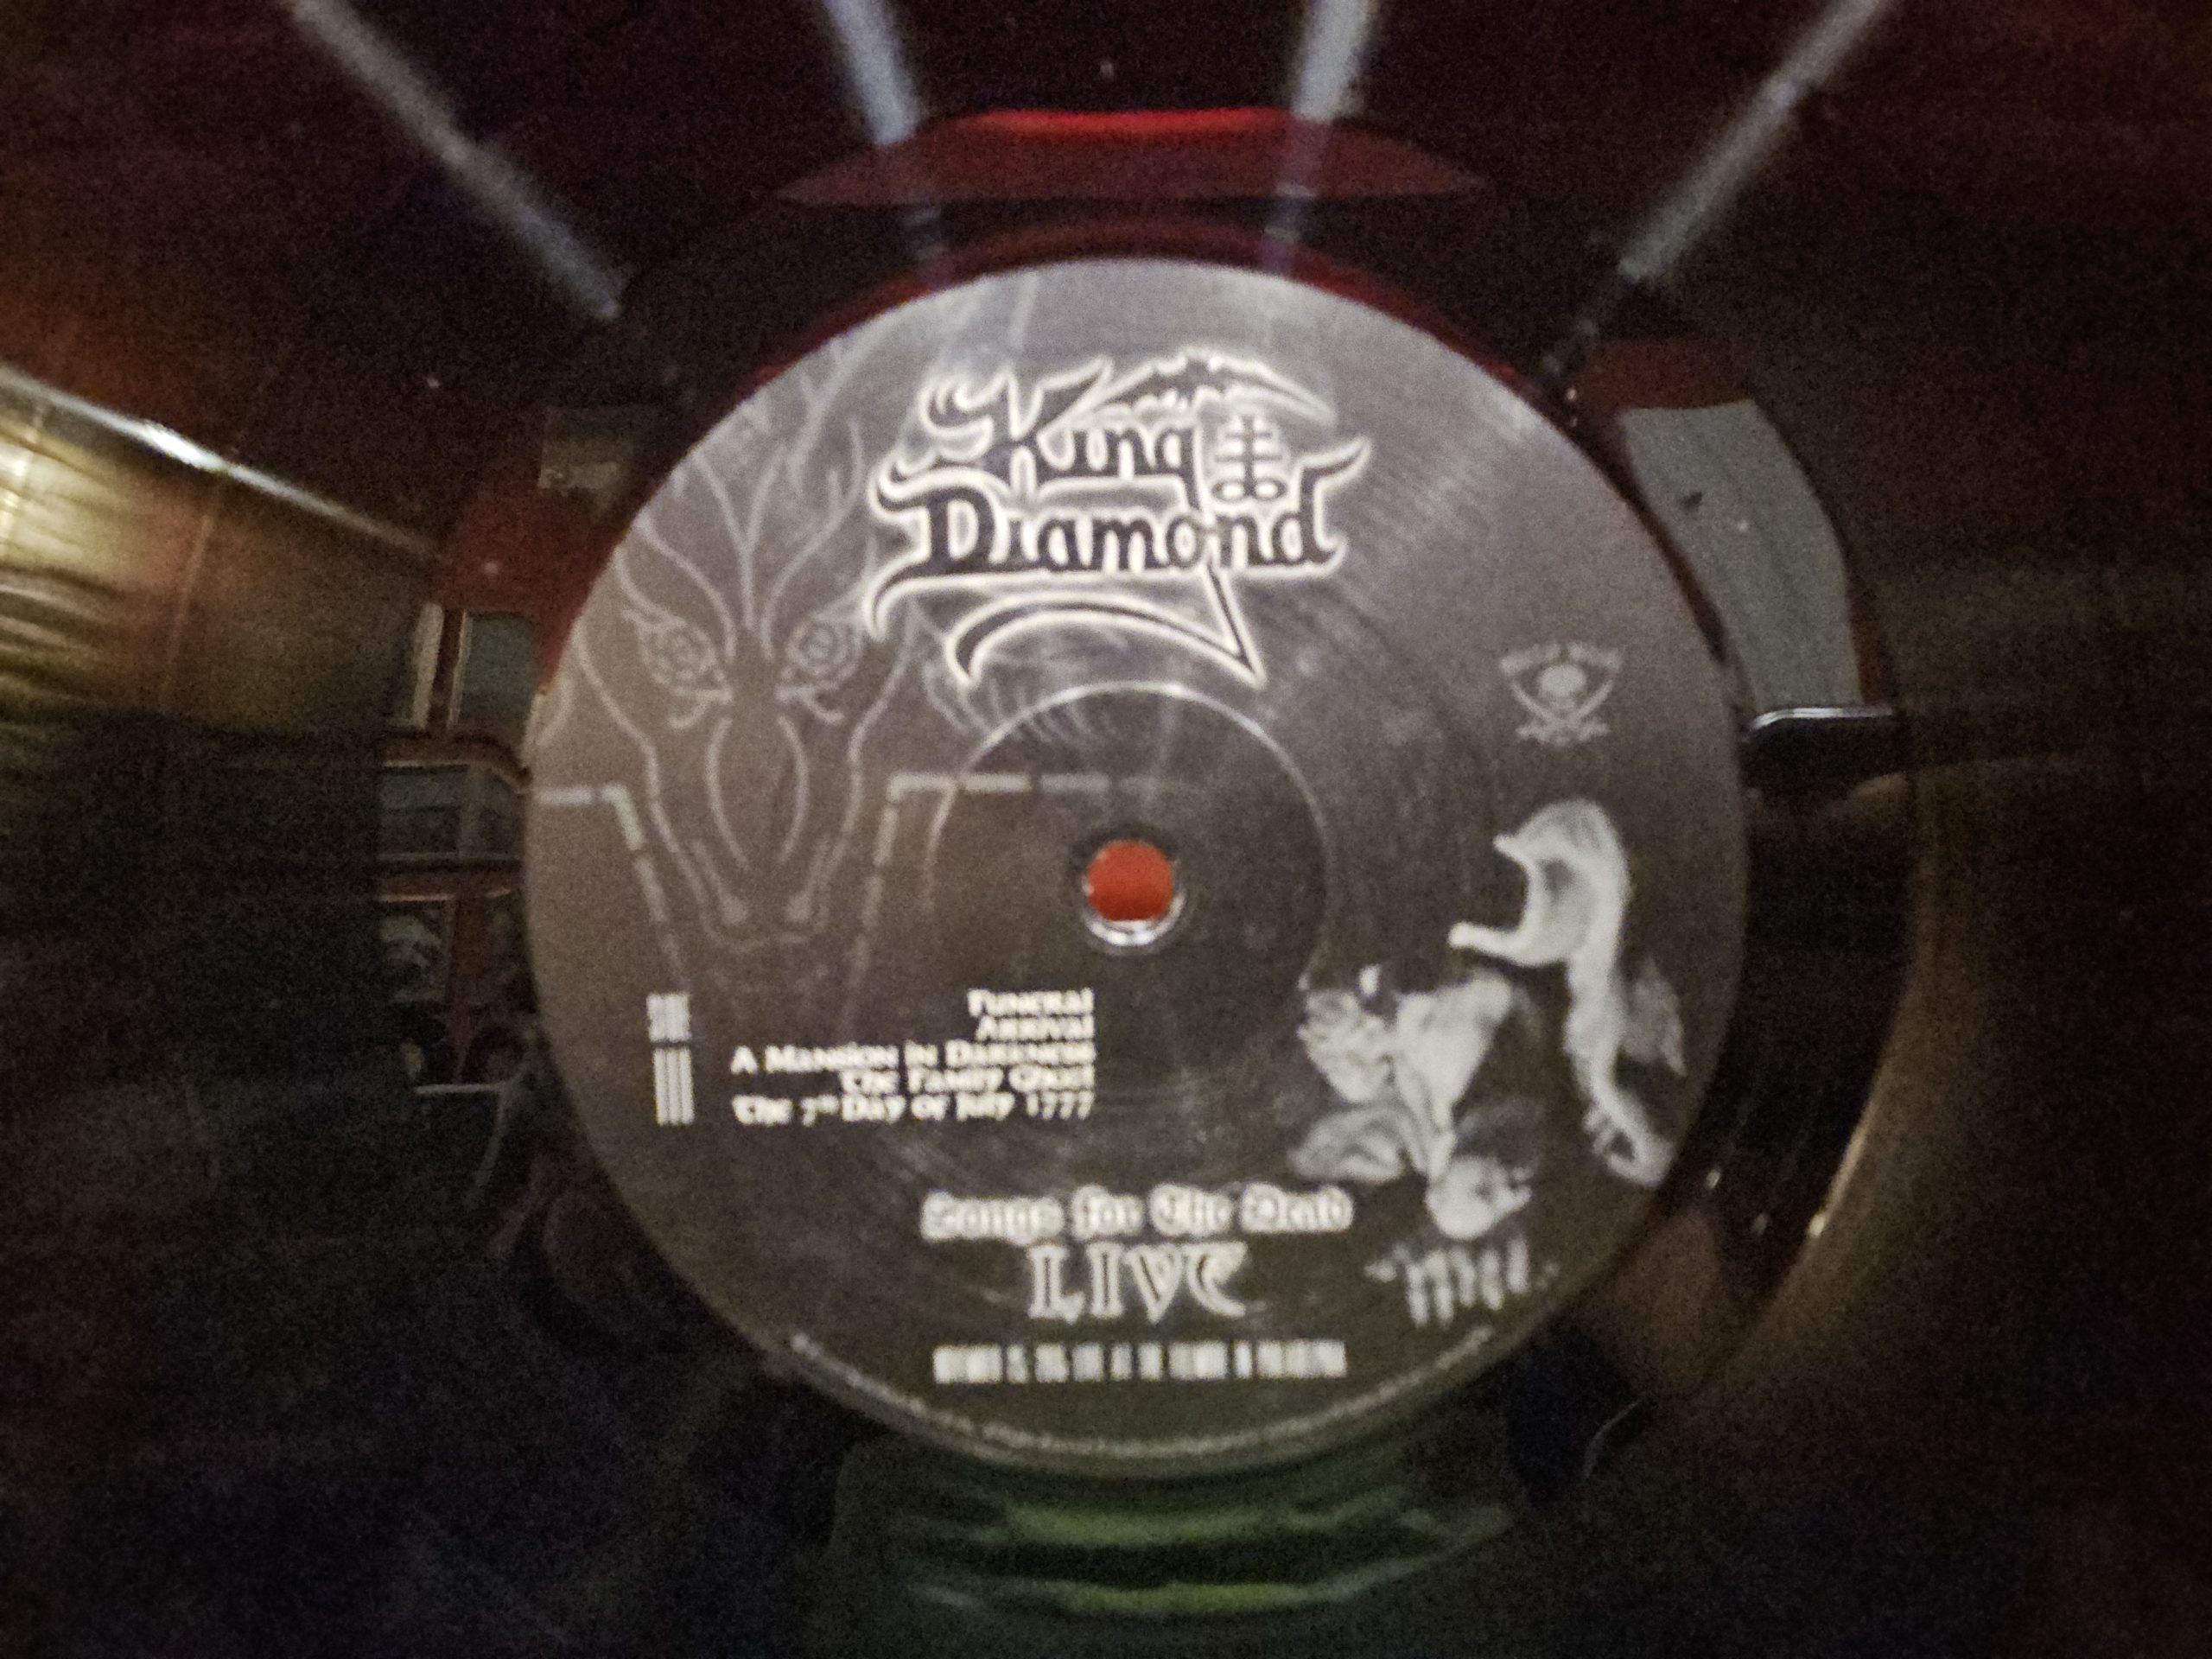 King
Diamond
Funeral
Arrival
A Mansion in Darkness
The Family Ghost
The 7th Day of July 1777
Songs for The Dead
LIVE